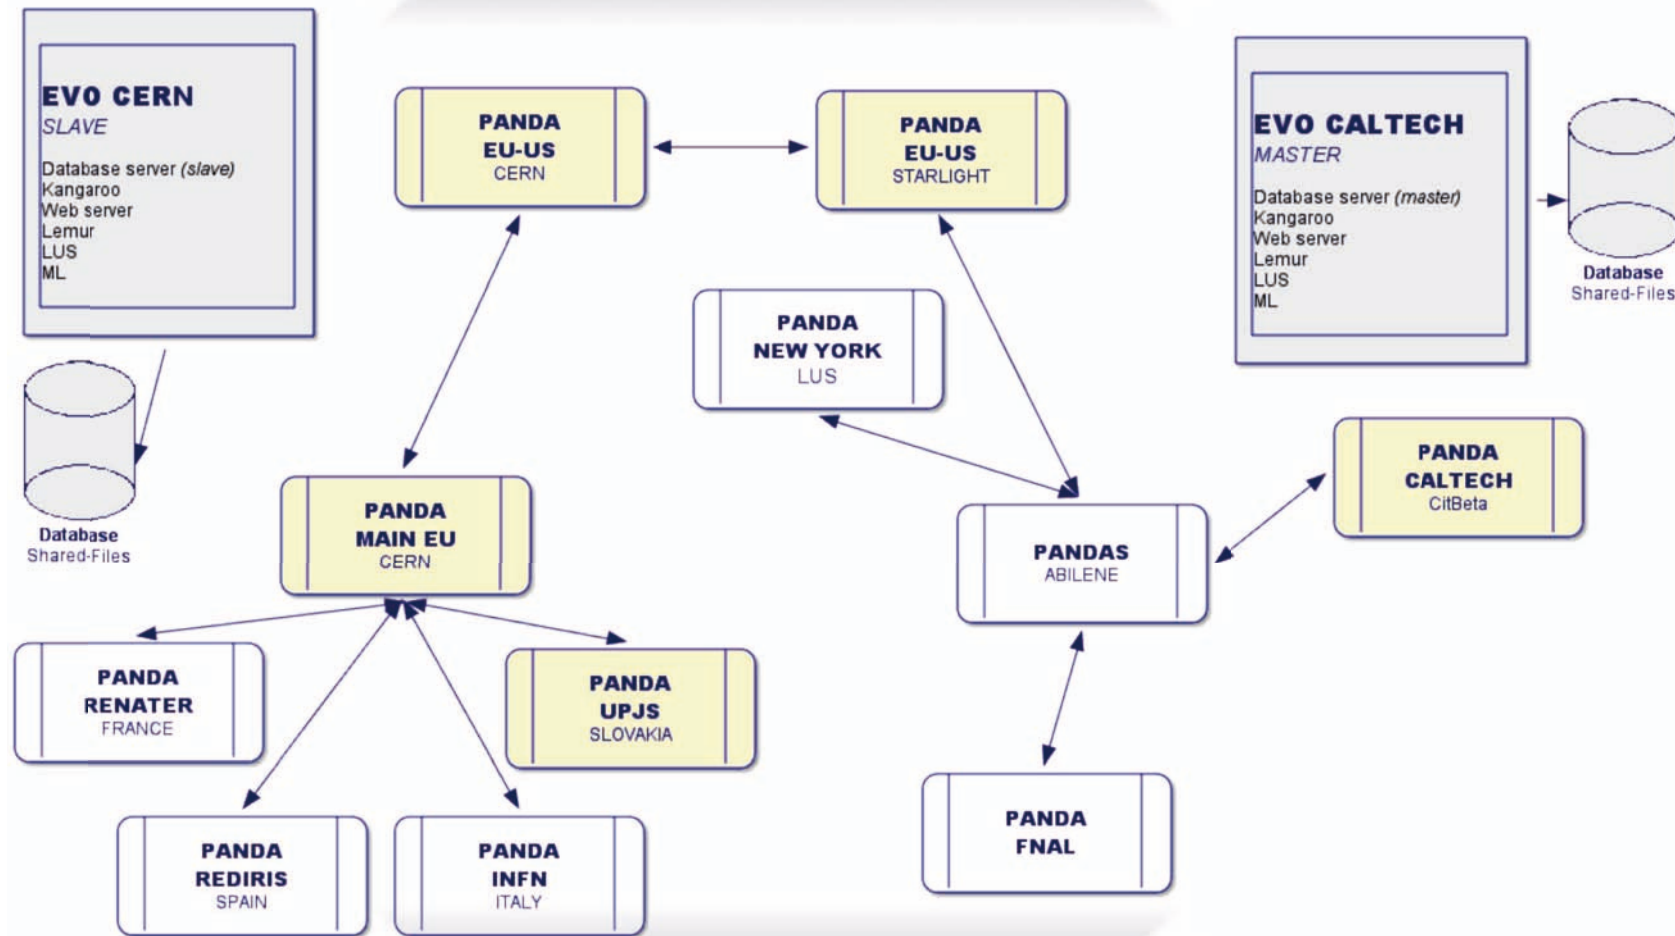 EVO CERN
SLAVE
Database server (slave)
Kangaroo
Web server
Lemur
LUS
ML
Database
Shared-Files
PANDA
EU-US
CERN
PANDA
EU-US
STARLIGHT
EVO CALTECH
MASTER
Database server (master)
Kangaroo
Web server
Lemur
LUS
ML
Database
Shared-Files
PANDA
NEW YORK
LUS
PANDA
CALTECH
CitBeta
PANDA
MAIN EU
CERN
PANDAS
ABILENE
PANDA
RENATER
FRANCE
PANDA
UPJS
SLOVAKIA
PANDA
REDIRIS
SPAIN
PANDA
INFN
ITALY
PANDA
FNAL